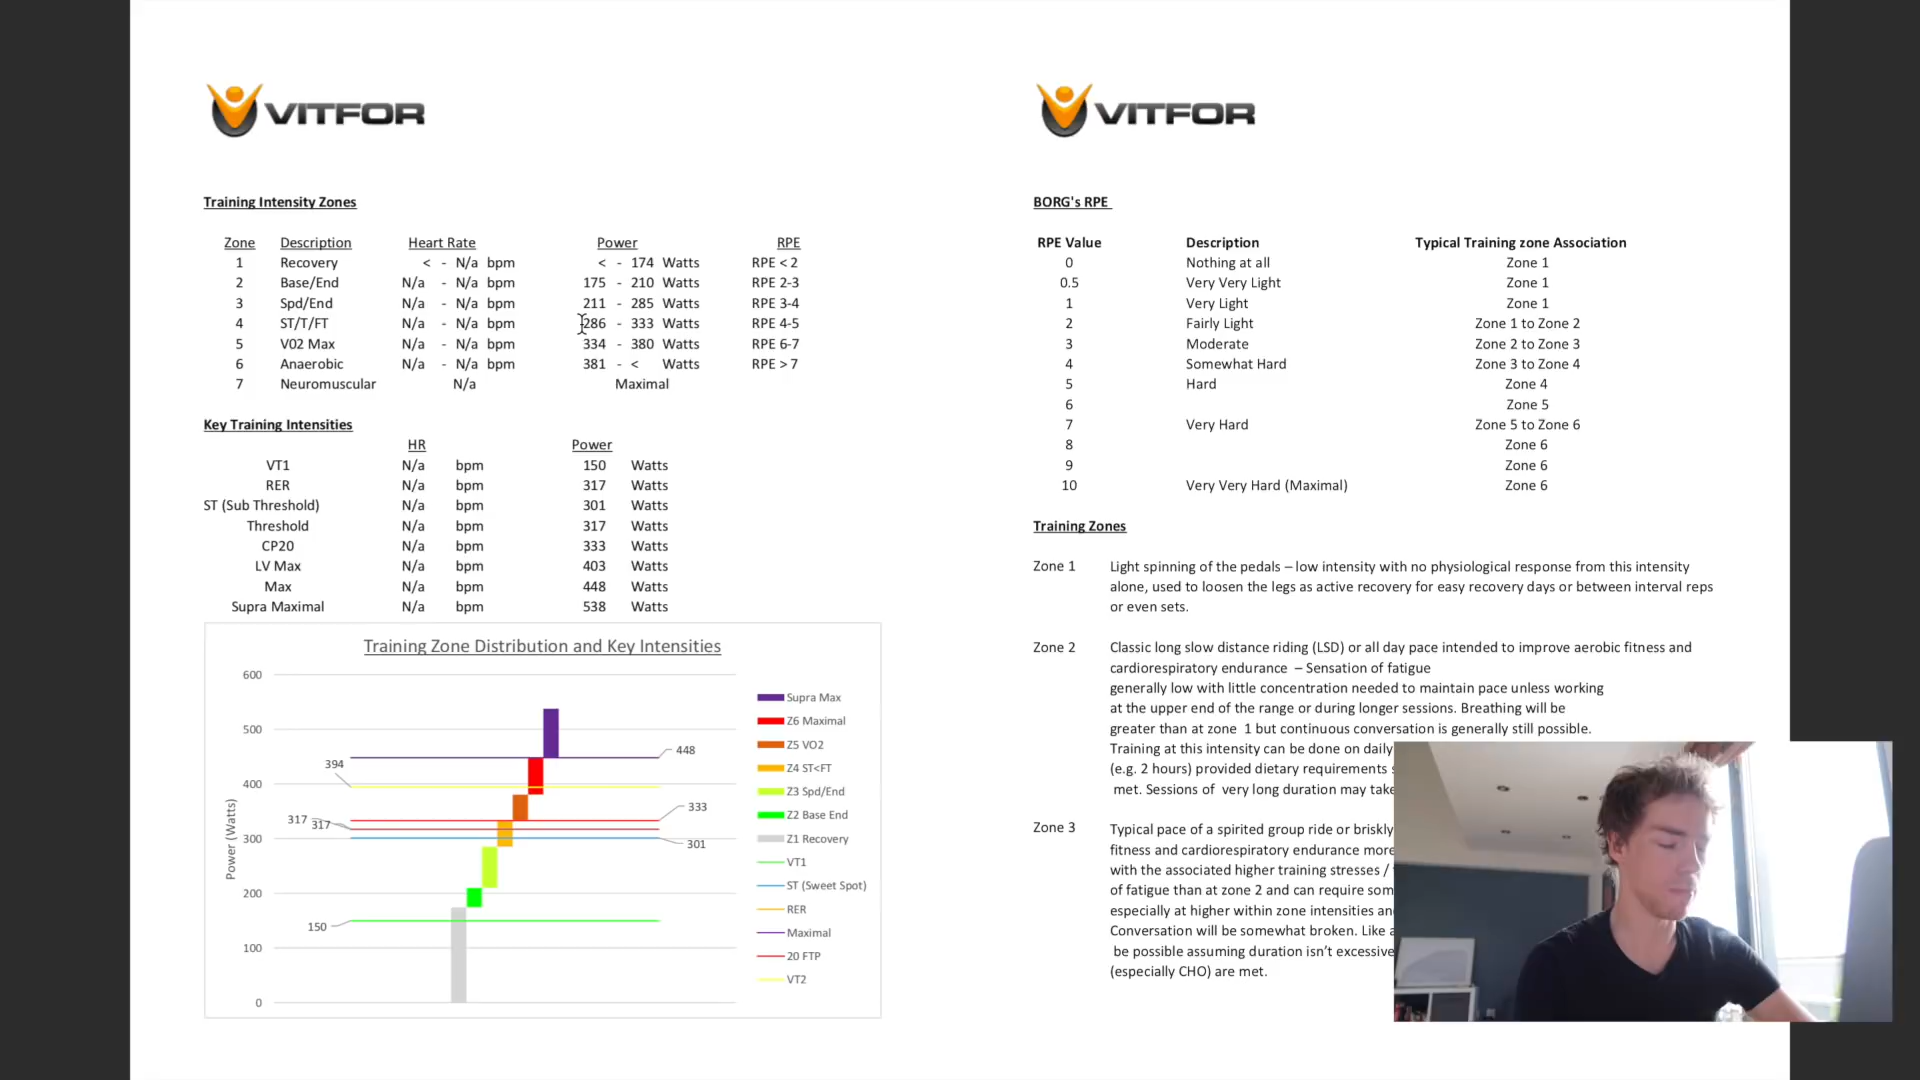 VITFOR
Training Intensity Zones
Zone Description Heart Rate Power RPE
1 Recovery < - N/a bpm < - 174 Watts RPE < 2
2 Base/End N/a - N/a bpm 175 - 210 Watts RPE 2-3
3 Spd/End N/a - N/a bpm 211 - 285 Watts RPE 3-4
4 ST/T/FT N/a - N/a bpm 286 - 333 Watts RPE 4-5
5 V02 Max N/a - N/a bpm 334 - 380 Watts RPE 6-7
6 Anaerobic N/a - N/a bpm 381 - < Watts RPE > 7
7 Neuromuscular N/a Maximal
Key Training Intensities
HR Power
VT1 N/a bpm 150 Watts
RER N/a bpm 317 Watts
ST (Sub Threshold) N/a bpm 301 Watts
Threshold N/a bpm 317 Watts
CP20 N/a bpm 333 Watts
LV Max N/a bpm 403 Watts
Max N/a bpm 448 Watts
Supra Maximal N/a bpm 538 Watts
Training Zone Distribution and Key Intensities
Power (Watts)
600
500
400
300
200
100
0
394
317
317
150
448
333
301
Supra Max
Z6 Maximal
Z5 VO2
Z4 ST<FT
Z3 Spd/End
Z2 Base End
Z1 Recovery
VT1
ST (Sweet Spot)
RER
Maximal
20 FTP
VT2
VITFOR
BORG's RPE
RPE Value Description Typical Training zone Association
0 Nothing at all Zone 1
0.5 Very Very Light Zone 1
1 Very Light Zone 1
2 Fairly Light Zone 1 to Zone 2
3 Moderate Zone 2 to Zone 3
4 Somewhat Hard Zone 3 to Zone 4
5 Hard Zone 4
6 Zone 5
7 Very Hard Zone 5 to Zone 6
8 Zone 6
9 Zone 6
10 Very Very Hard (Maximal) Zone 6
Training Zones
Zone 1 Light spinning of the pedals – low intensity with no physiological response from this intensity
alone, used to loosen the legs as active recovery for easy recovery days or between interval reps
or even sets.
Zone 2 Classic long slow distance riding (LSD) or all day pace intended to improve aerobic fitness and
cardiorespiratory endurance – Sensation of fatigue
generally low with little concentration needed to maintain pace unless working
at the upper end of the range or during longer sessions. Breathing will be
greater than at zone 1 but continuous conversation is generally still possible.
Training at this intensity can be done on daily
(e.g. 2 hours) provided dietary requirements
met. Sessions of very long duration may take
Zone 3 Typical pace of a spirited group ride or briskly
fitness and cardiorespiratory endurance more
with the associated higher training stresses /
of fatigue than at zone 2 and can require som
especially at higher within zone intensities an
Conversation will be somewhat broken. Like
be possible assuming duration isn't excessive
(especially CHO) are met.